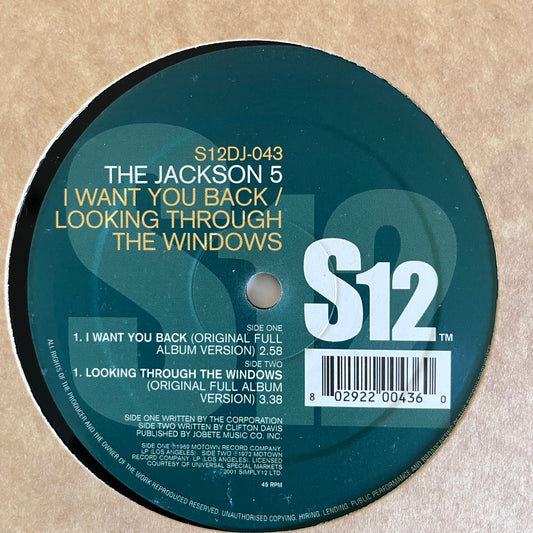 S12DJ-043
THE JACKSON 5
I WANT YOU BACK /
LOOKING THROUGH
THE WINDOWS
S12™
SIDE ONE
1. I WANT YOU BACK (ORIGINAL FULL
ALBUM VERSION) 2.58
SIDE TWO
1. LOOKING THROUGH THE WINDOWS
(ORIGINAL FULL ALBUM
VERSION) 3.38
8 02922 00436 0
SIDE ONE WRITTEN BY THE CORPORATION
SIDE TWO WRITTEN BY CLIFTON DAVIS
PUBLISHED BY JOBETE MUSIC CO. INC.
SIDE ONE ℗1969 MOTOWN RECORD COMPANY,
LP (LOS ANGELES). SIDE TWO ℗1972 MOTOWN
RECORD COMPANY, LP (LOS ANGELES). LICENSED
COURTESY OF UNIVERSAL SPECIAL MARKETS
©2001 SIMPLY12 LTD.
45 RPM
ALL RIGHTS OF THE PRODUCER AND THE OWNER OF THE WORK REPRODUCED RESERVED. UNAUTHORISED COPYING, HIRING, LENDING, PUBLIC PERFORMANCE AND
S12